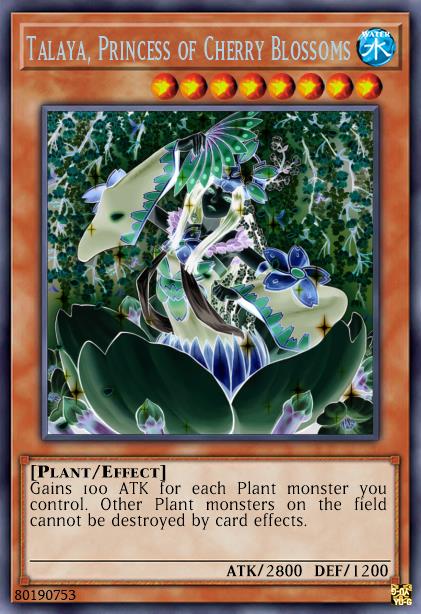 TALAYA, PRINCESS OF CHERRY BLOSSOMS
WATER
水
[PLANT/EFFECT]
Gains 100 ATK for each Plant monster you
control. Other Plant monsters on the field
cannot be destroyed by card effects.
ATK/2800 DEF/1200
80190753